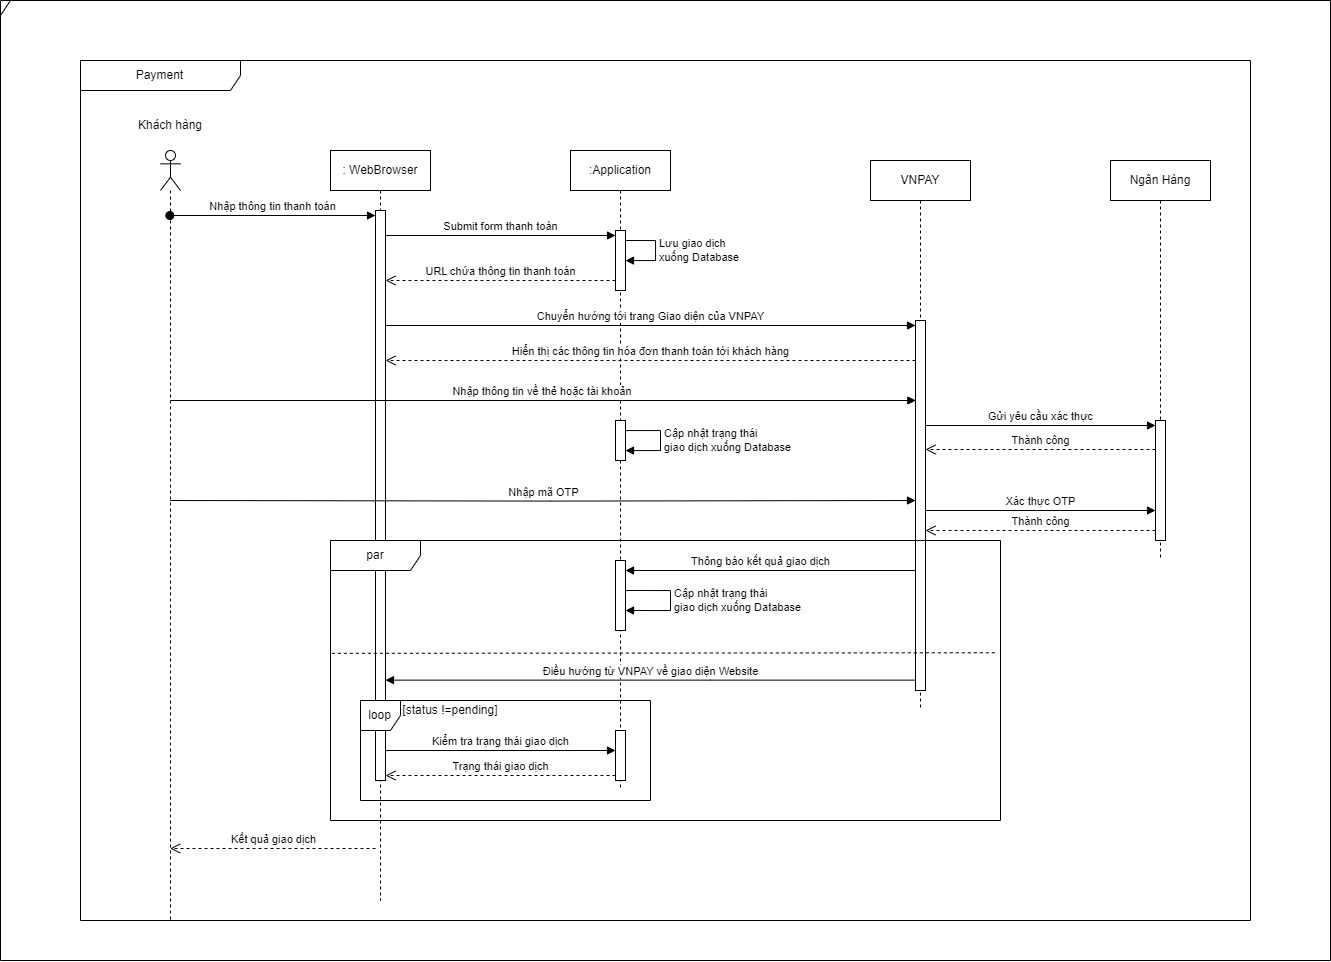 Payment
Khách hàng
: WebBrowser
:Application
VNPAY
Ngân Hàng
Nhập thông tin thanh toán
Submit form thanh toán
Lưu giao dịch
xuống Database
URL chứa thông tin thanh toán
Chuyển hướng tới trang Giao diện của VNPAY
Hiển thị các thông tin hóa đơn thanh toán tới khách hàng
Nhập thông tin về thẻ hoặc tài khoản
Gửi yêu cầu xác thực
Cập nhật trạng thái
giao dịch xuống Database
Thành công
Nhập mã OTP
Xác thực OTP
Thành công
par
Thông báo kết quả giao dịch
Cập nhật trạng thái
giao dịch xuống Database
Điều hướng từ VNPAY về giao diện Website
loop
[status !=pending]
Kiểm tra trạng thái giao dịch
Trạng thái giao dịch
Kết quả giao dịch